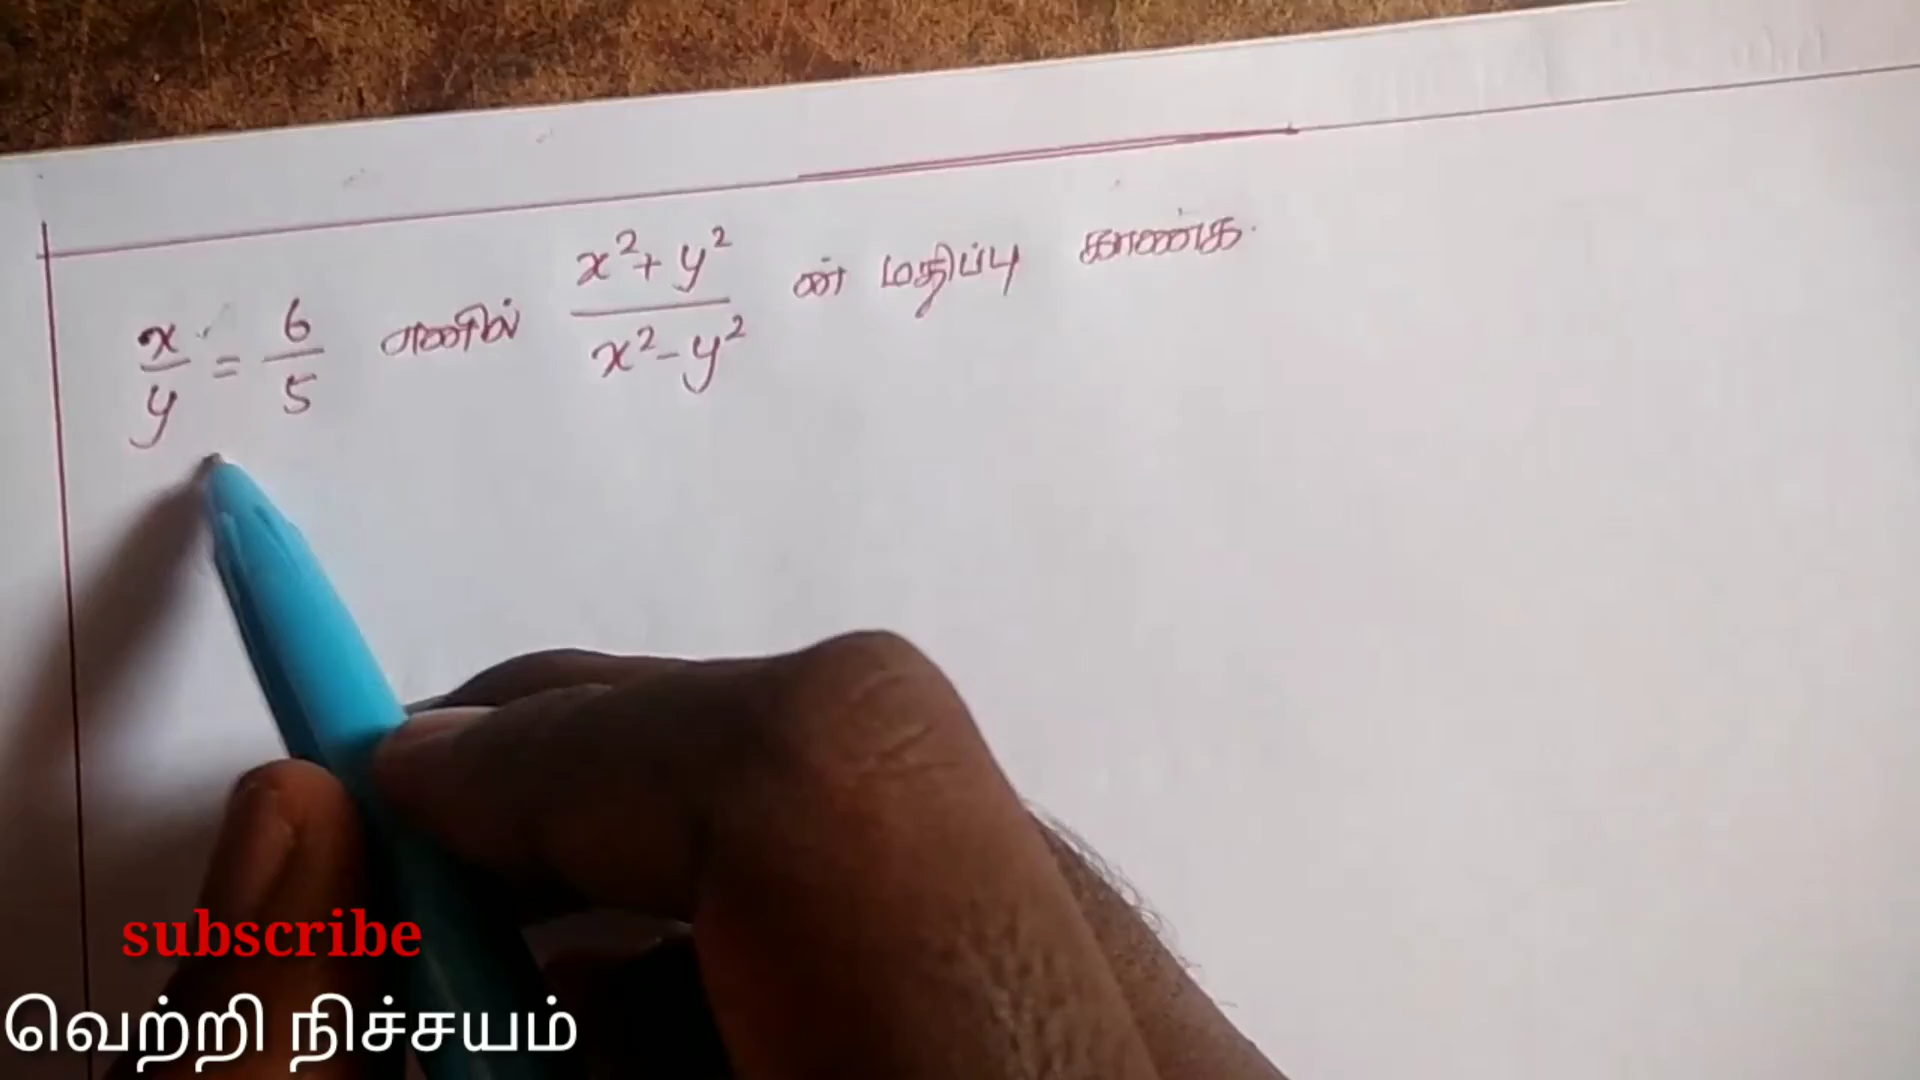 x/y = 6/5 எனில் x²+y²/x²-y² ன் மதிப்பு காண்க.
subscribe
வெற்றி நிச்சயம்